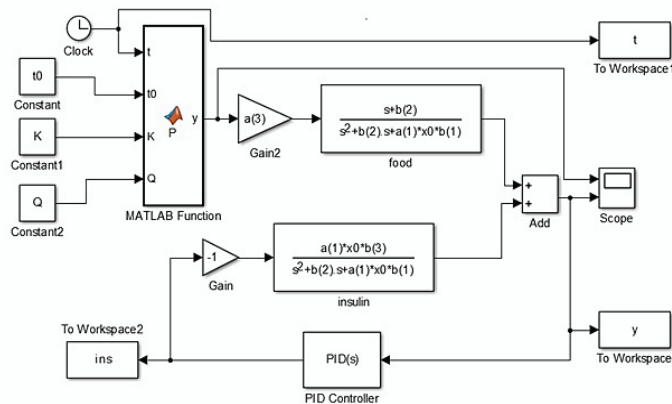 Clock
t
To Workspace1
t0
Constant
K
Constant1
Q
Constant2
t
t0
K
Q
P
y
MATLAB Function
a(3)
Gain2
s+b(2)
s²+b(2).s+a(1)*x0*b(1)
food
+
+
Add
Scope
-1
Gain
a(1)*x0*b(3)
s²+b(2).s+a(1)*x0*b(1)
insulin
To Workspace2
ins
PID(s)
PID Controller
y
To Workspace